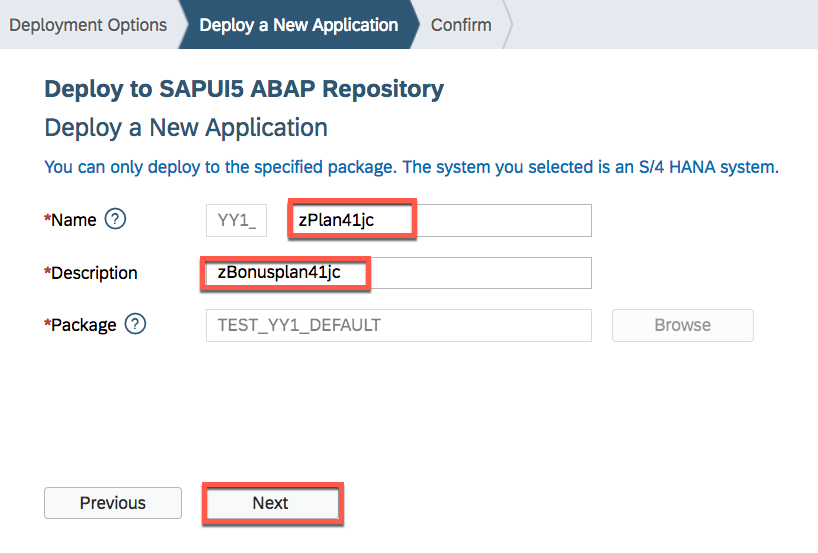 Deployment Options Deploy a New Application Confirm
Deploy to SAPUI5 ABAP Repository
Deploy a New Application
You can only deploy to the specified package. The system you selected is an S/4 HANA system.
*Name ? YY1_ zPlan41jc
*Description zBonusplan41jc
*Package ? TEST_YY1_DEFAULT Browse
Previous Next